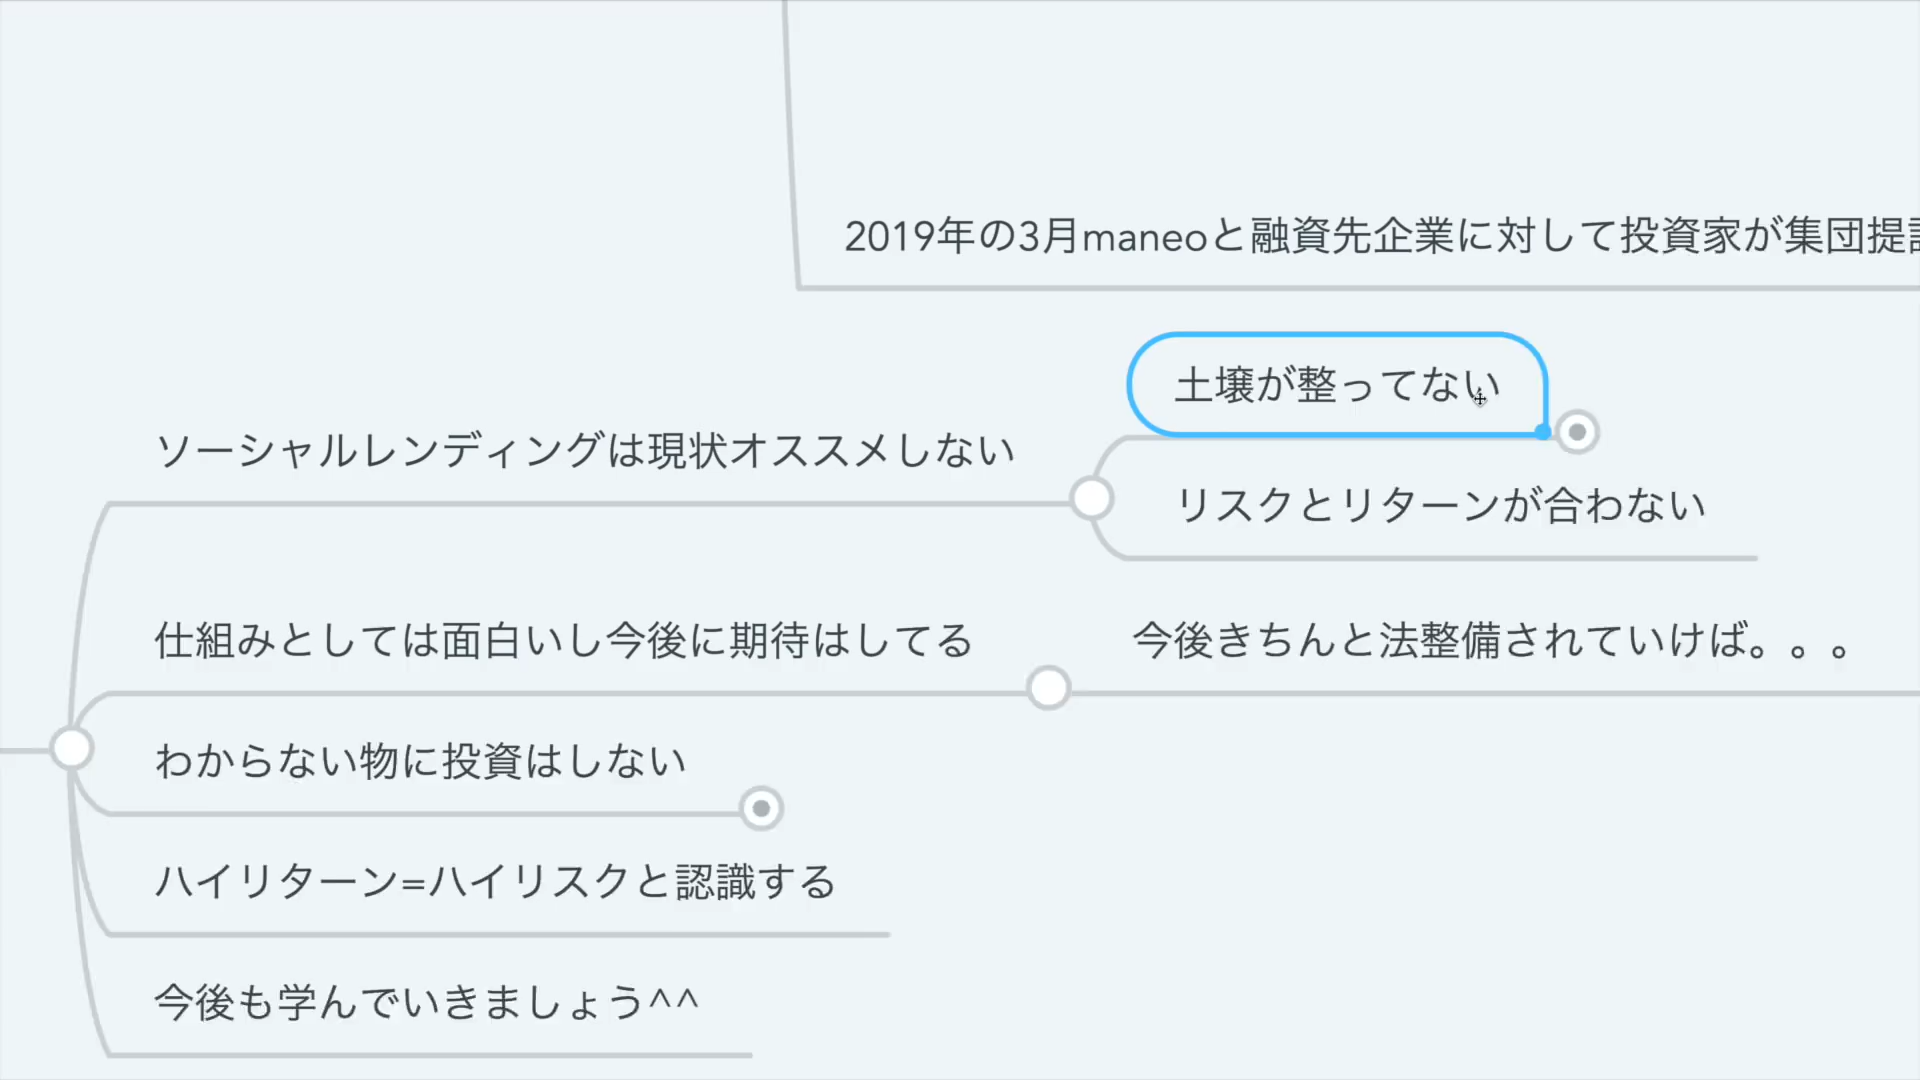 2019年の3月maneoと融資先企業に対して投資家が集団提
土壌が整ってない
ソーシャルレンディングは現状オススメしない
リスクとリターンが合わない
仕組みとしては面白いし今後に期待はしてる
今後きちんと法整備されていけば。。。
わからない物に投資はしない
ハイリターン=ハイリスクと認識する
今後も学んでいきましょう^^